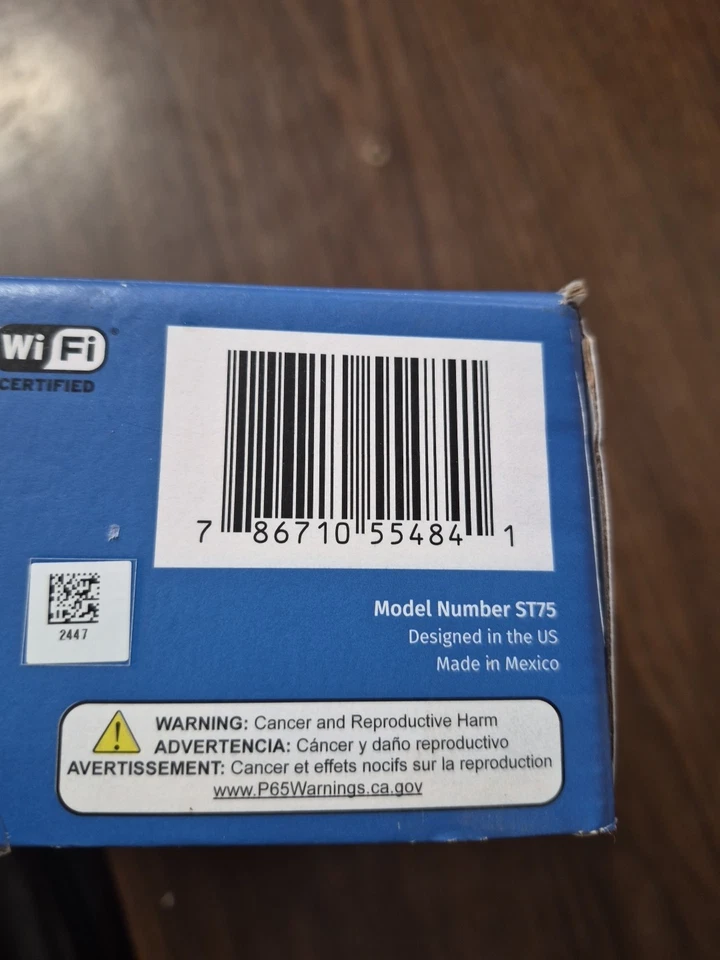 Wi Fi
CERTIFIED
7 86710 55484 1
2447
Model Number ST75
Designed in the US
Made in Mexico
WARNING: Cancer and Reproductive Harm
ADVERTENCIA: Cáncer y daño reproductivo
AVERTISSEMENT: Cancer et effets nocifs sur la reproduction
www.P65Warnings.ca.gov